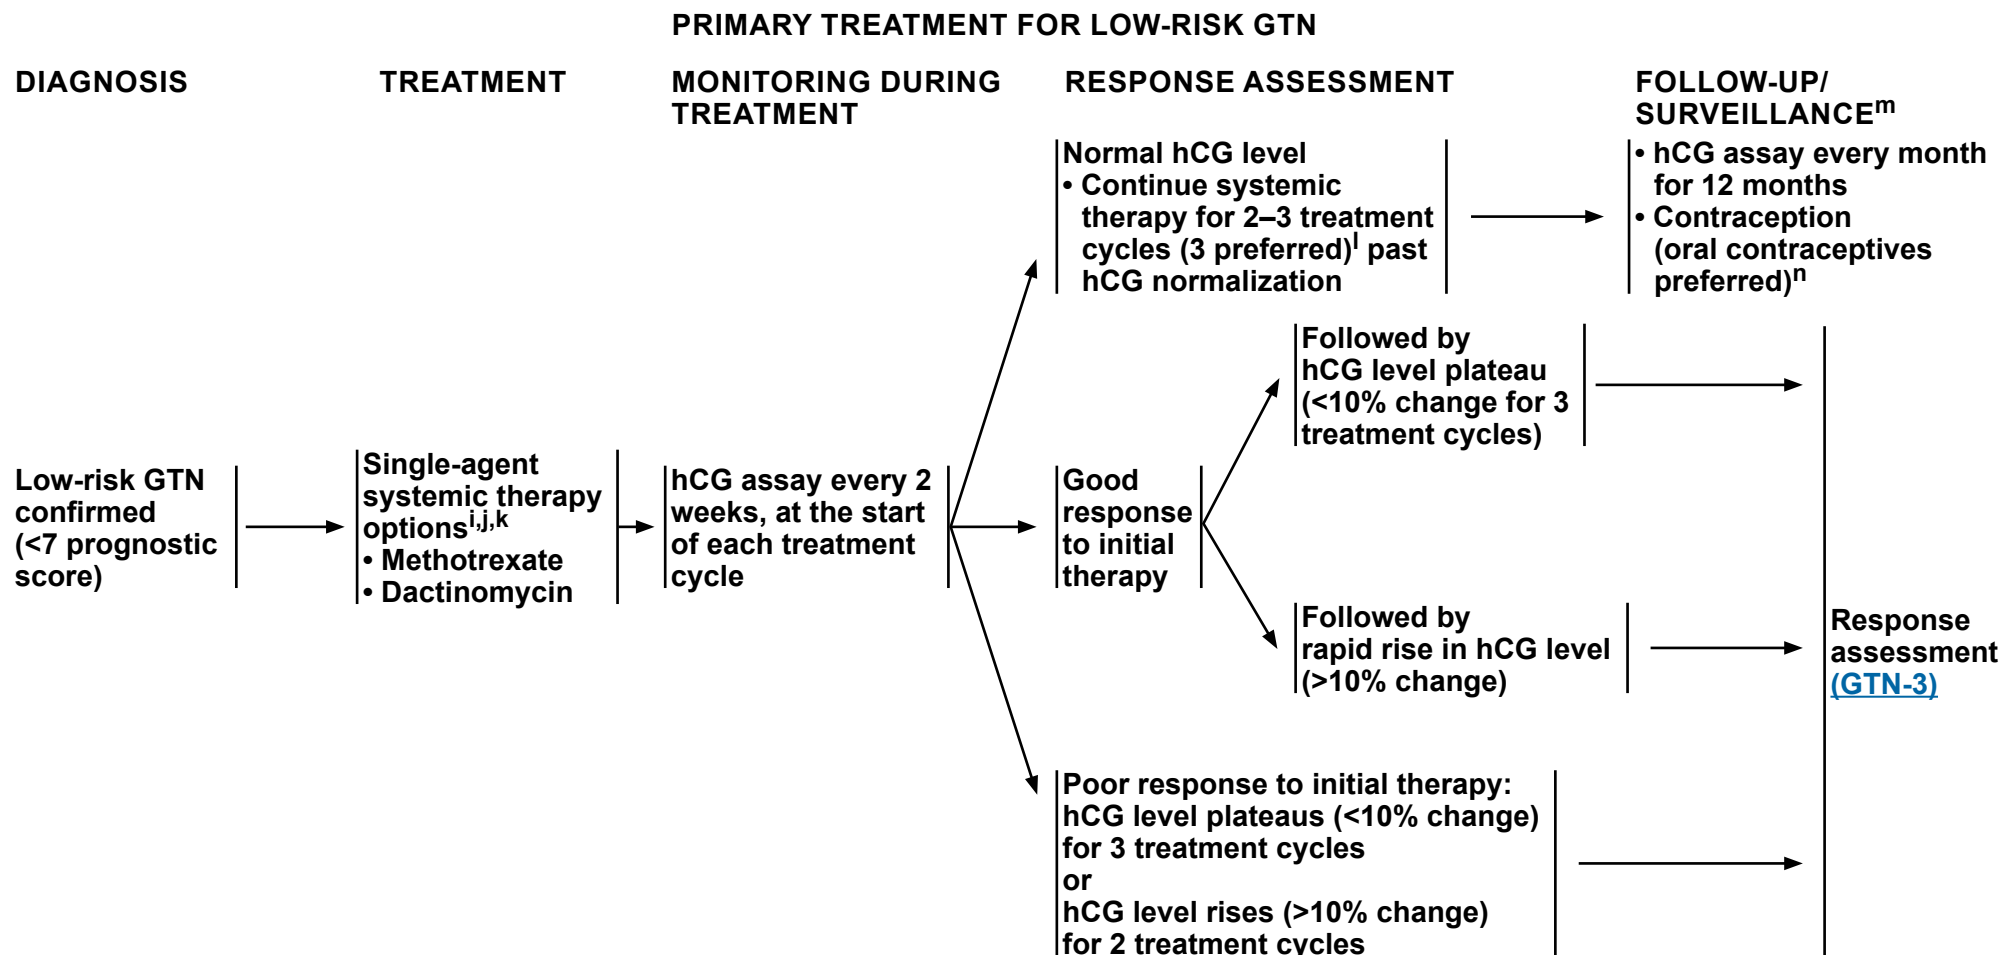 PRIMARY TREATMENT FOR LOW-RISK GTN
DIAGNOSIS
TREATMENT
MONITORING DURING
TREATMENT
RESPONSE ASSESSMENT
FOLLOW-UP/
SURVEILLANCEᵐ
Low-risk GTN
confirmed
(<7 prognostic
score)
Single-agent
systemic therapy
optionsⁱ,ʲ,ᵏ
• Methotrexate
• Dactinomycin
hCG assay every 2
weeks, at the start
of each treatment
cycle
Normal hCG level
• Continue systemic
therapy for 2–3 treatment
cycles (3 preferred)ˡ past
hCG normalization
• hCG assay every month
for 12 months
• Contraception
(oral contraceptives
preferred)ⁿ
Good
response
to initial
therapy
Followed by
hCG level plateau
(<10% change for 3
treatment cycles)
Followed by
rapid rise in hCG level
(>10% change)
Poor response to initial therapy:
hCG level plateaus (<10% change)
for 3 treatment cycles
or
hCG level rises (>10% change)
for 2 treatment cycles
Response
assessment
(GTN-3)